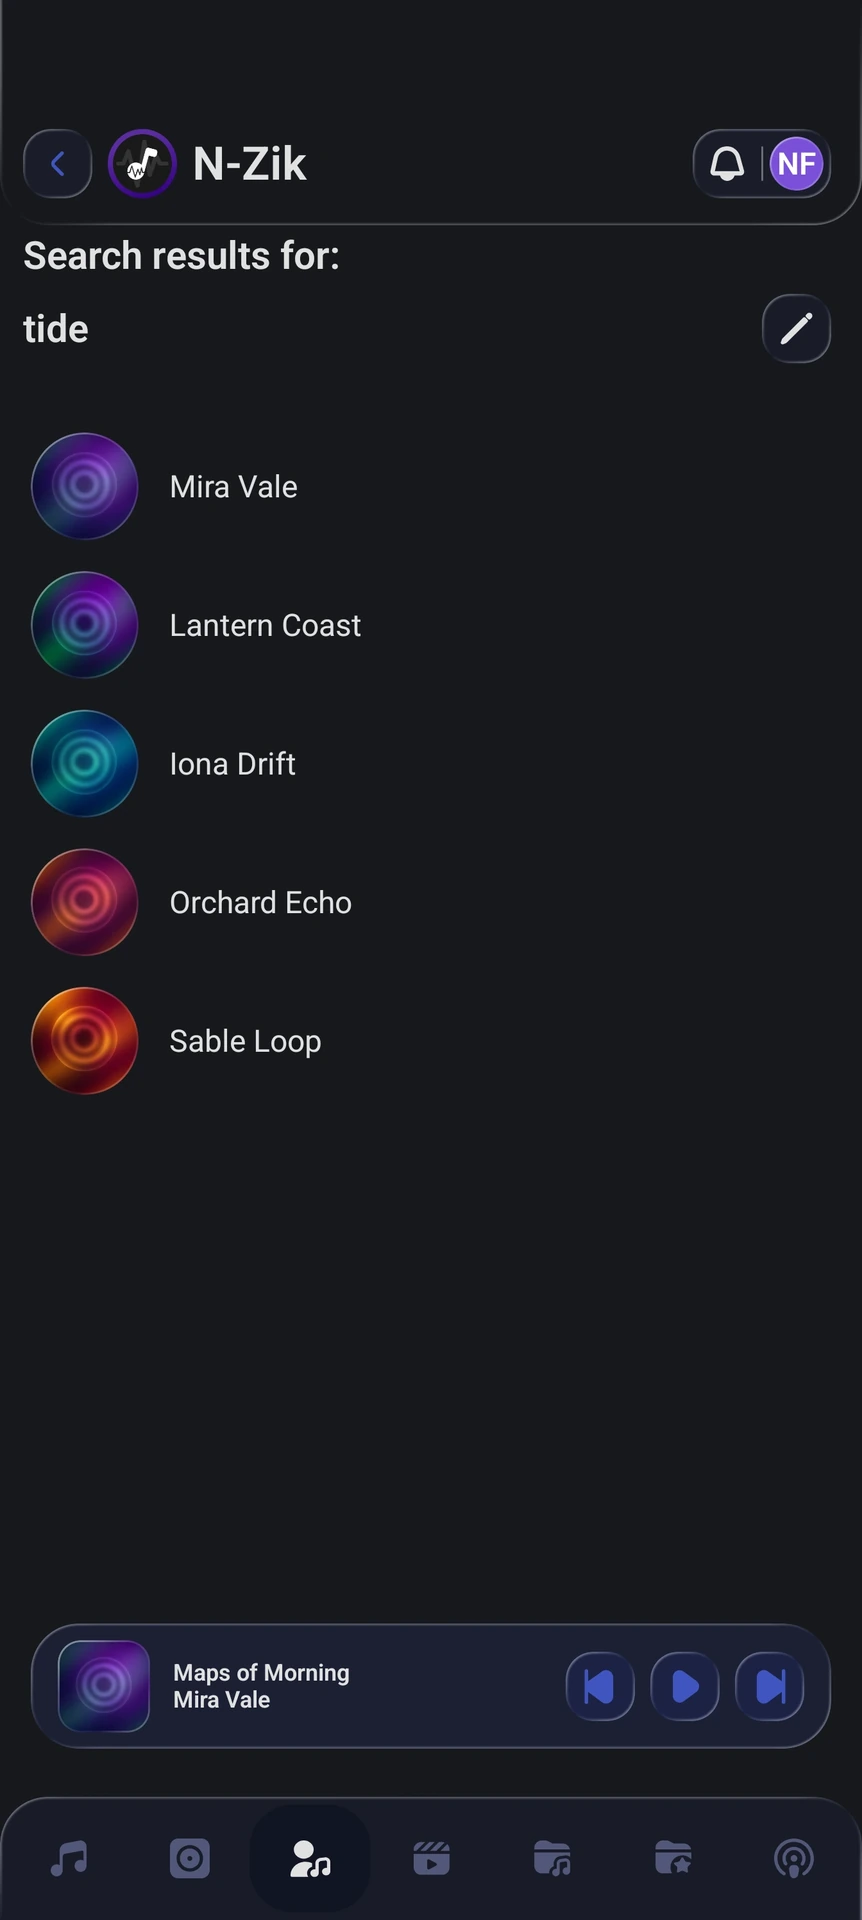 N-Zik
NF
Search results for:
tide
Mira Vale
Lantern Coast
Iona Drift
Orchard Echo
Sable Loop
Maps of Morning
Mira Vale